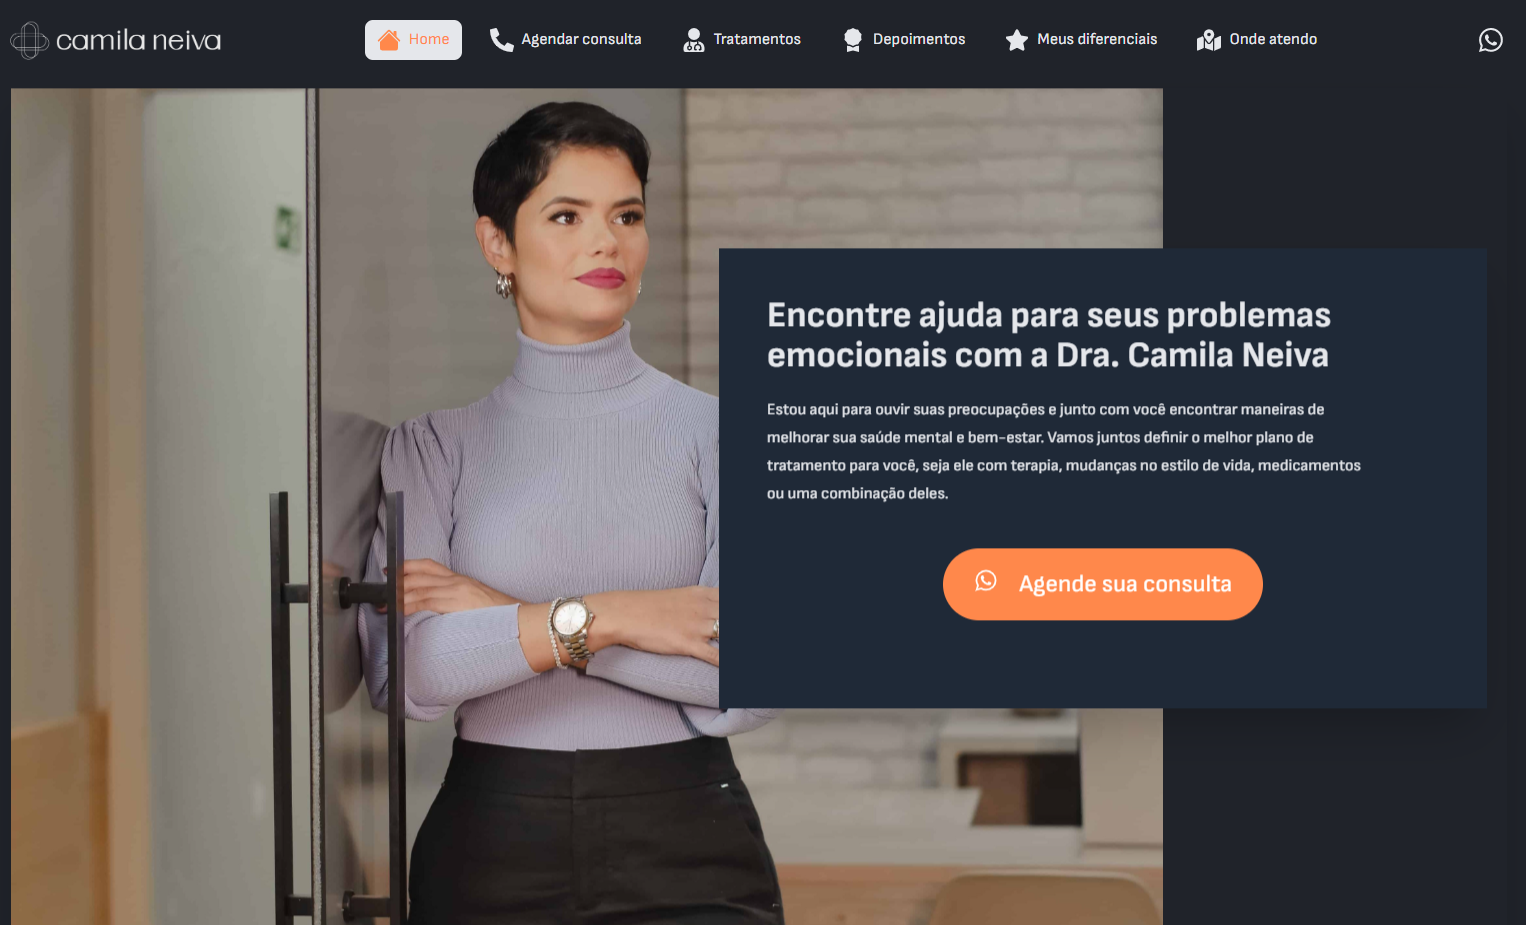 camila neiva
Home
Agendar consulta
Tratamentos
Depoimentos
Meus diferenciais
Onde atendo
Encontre ajuda para seus problemas
emocionais com a Dra. Camila Neiva
Estou aqui para ouvir suas preocupações e junto com você encontrar maneiras de
melhorar sua saúde mental e bem-estar. Vamos juntos definir o melhor plano de
tratamento para você, seja ele com terapia, mudanças no estilo de vida, medicamentos
ou uma combinação deles.
Agende sua consulta